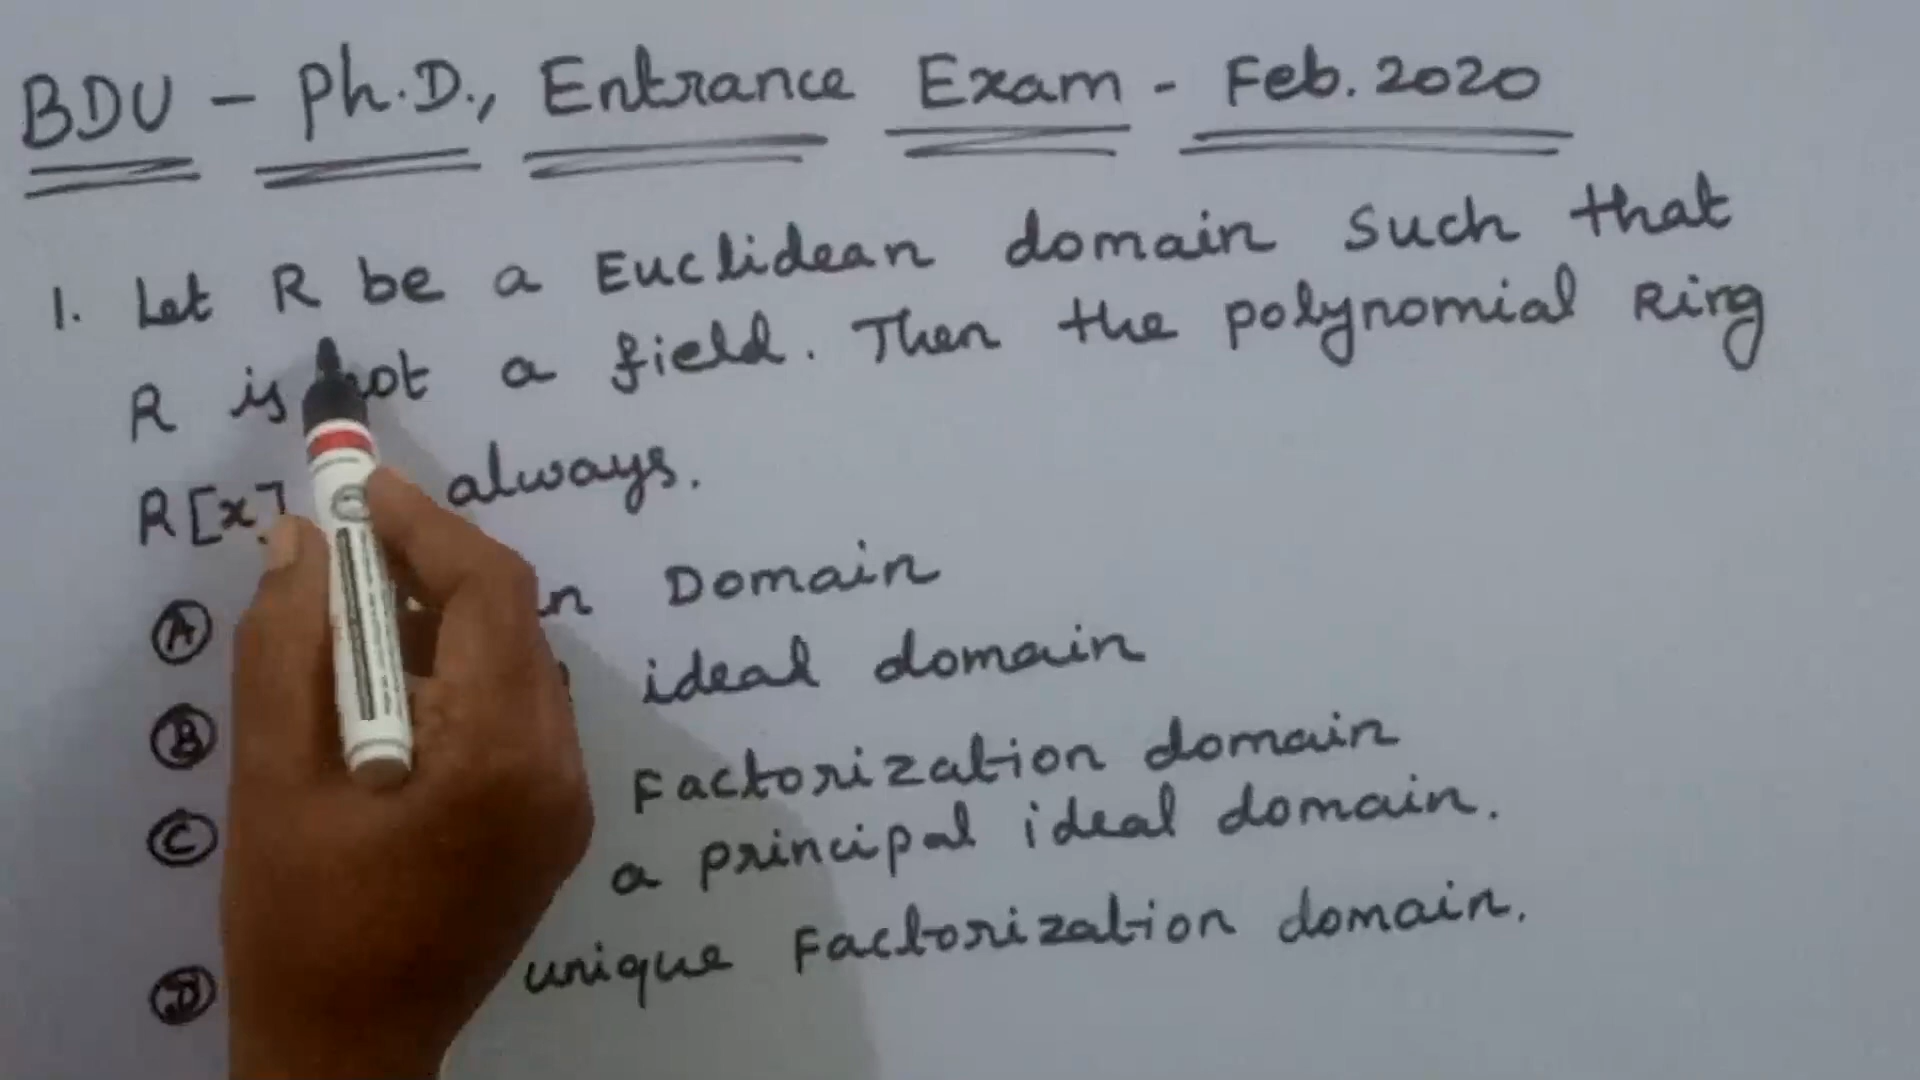 BDU - Ph.D., Entrance Exam - Feb. 2020
1. Let R be a Euclidean domain such that
R is not a field. Then the polynomial Ring
R[x] always.
A Domain
B ideal domain
C Factorization domain
a principal ideal domain.
D unique Factorization domain.